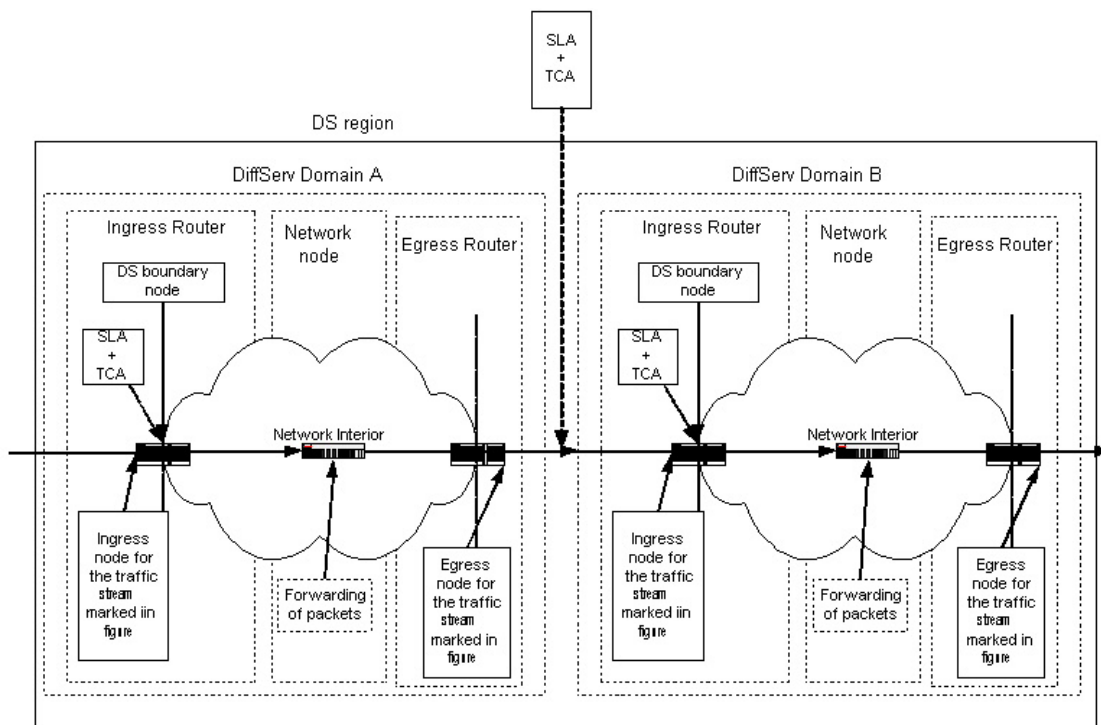 SLA
+
TCA
DS region
DiffServ Domain A
Ingress Router
Network
node
Egress Router
DS boundary
node
SLA
+
TCA
Network Interior
Ingress
node for
the traffic
stream
marked iin
figure
Forwarding
of packets
Egress
node for
the traffic
stream
marked in
figure
DiffServ Domain B
Ingress Router
Network
node
Egress Router
DS boundary
node
SLA
+
TCA
Network Interior
Ingress
node for
the traffic
stream
marked in
figure
Forwarding
of packets
Egress
node for
the traffic
stream
marked in
figure